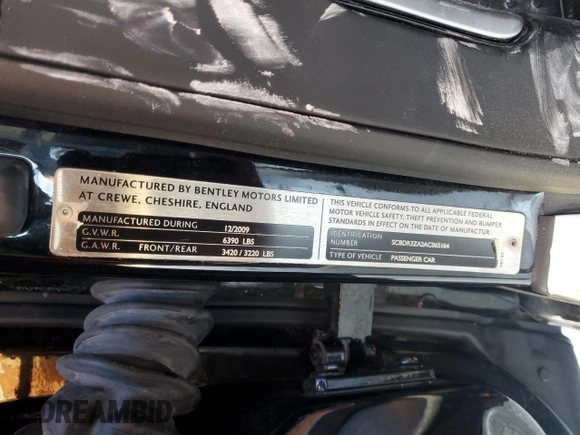 MANUFACTURED BY BENTLEY MOTORS LIMITED
AT CREWE, CHESHIRE, ENGLAND
MANUFACTURED DURING 12/2009
G.V.W.R. 6390 LBS
G.A.W.R. FRONT/REAR 3420 / 3220 LBS
THIS VEHICLE CONFORMS TO ALL APPLICABLE FEDERAL
MOTOR VEHICLE SAFETY, THEFT PREVENTION AND BUMPER
STANDARDS IN EFFECT ON THE DATE OF MANUFACTURE:
IDENTIFICATION
NUMBER SCBDR3ZA2AC065164
TYPE OF VEHICLE PASSENGER CAR
DREAMBID